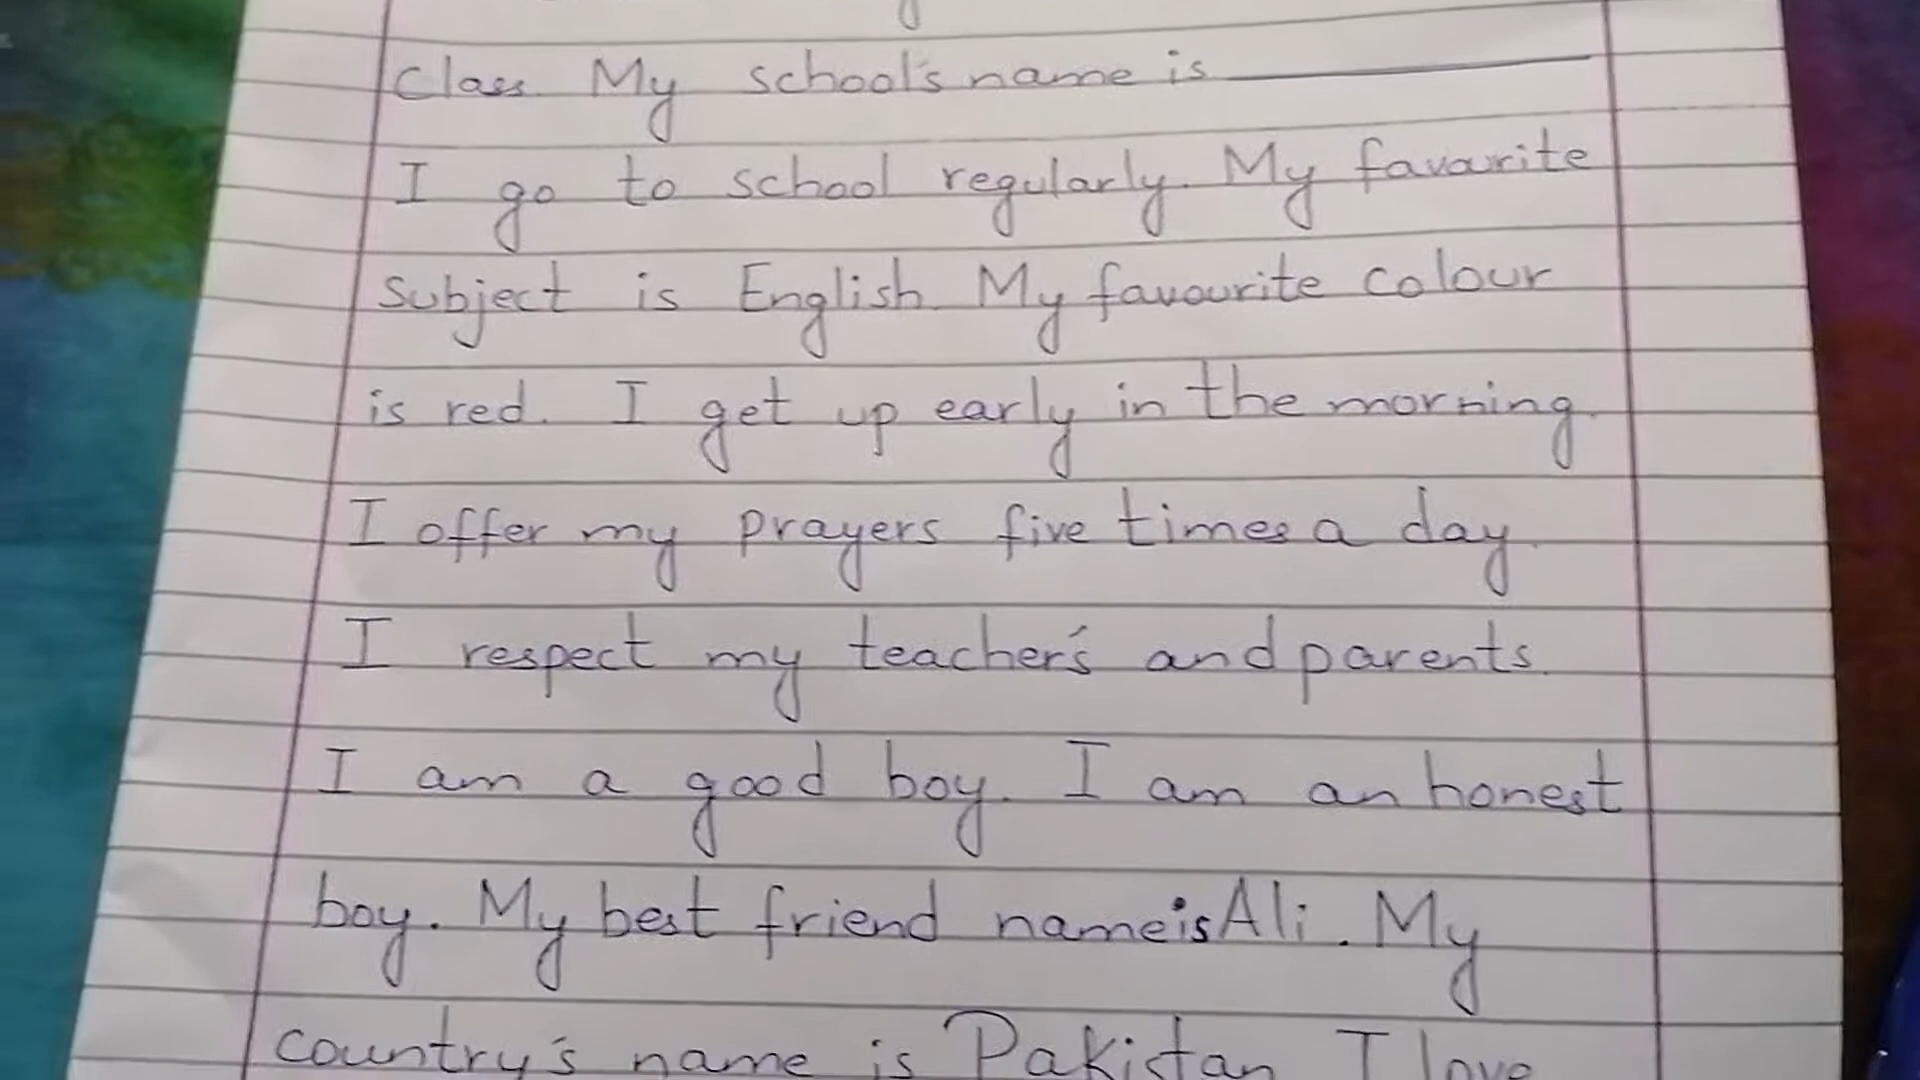 Class. My school's name is
I go to school regularly. My favourite
subject is English. My favourite colour
is red. I get up early in the morning.
I offer my prayers five times a day.
I respect my teacher's and parents.
I am a good boy. I am an honest
boy. My best friend name is Ali. My
country's name is Pakistan I love